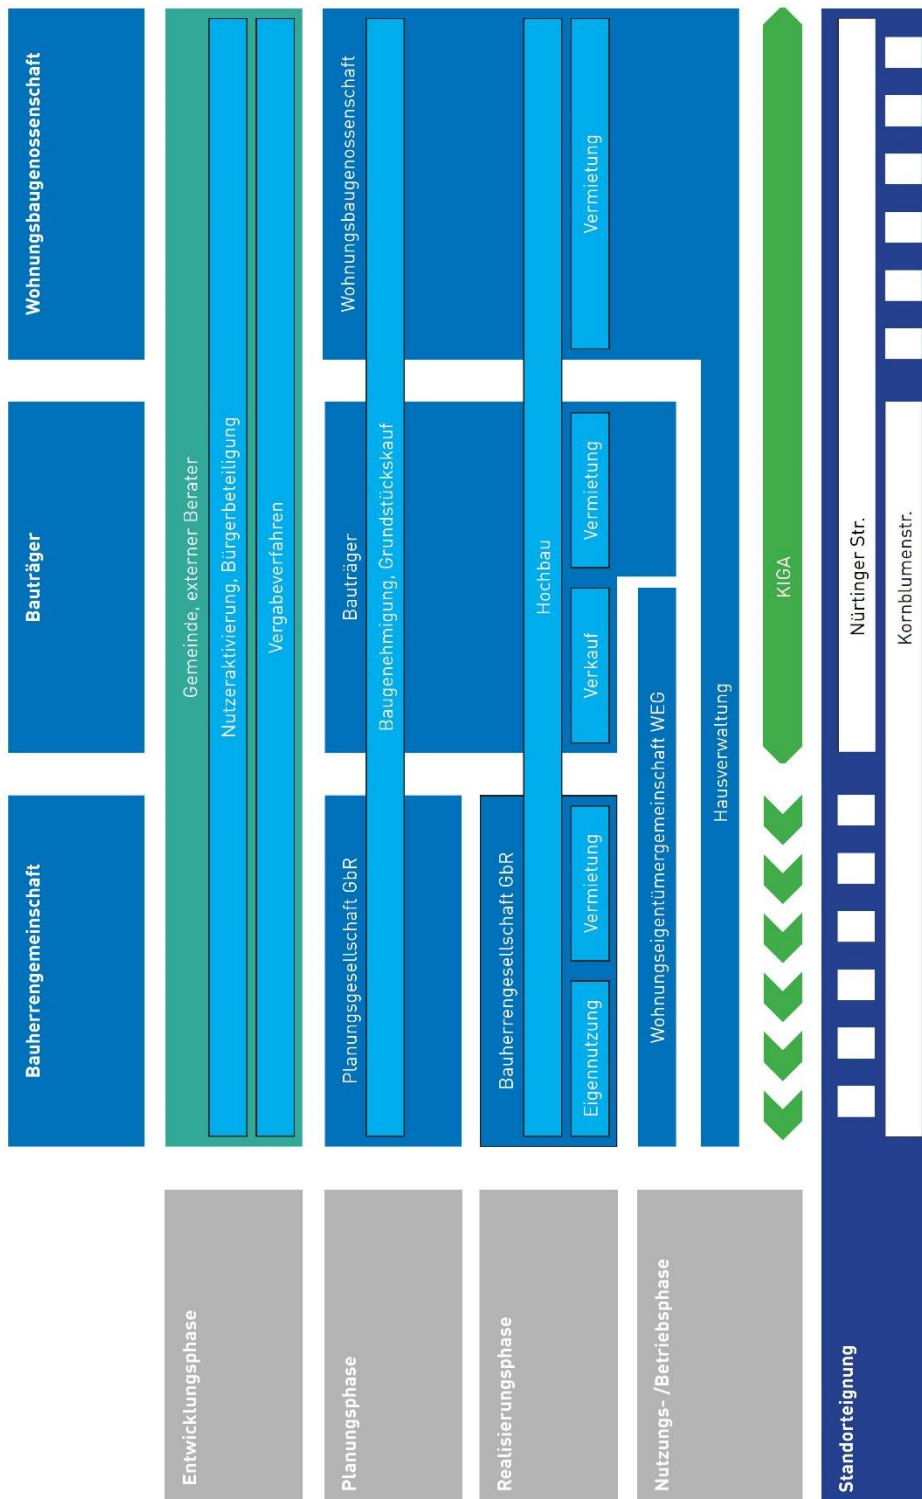 Bauherrengemeinschaft
Bauträger
Wohnungsbaugenossenschaft
Entwicklungsphase
Gemeinde, externer Berater
Nutzeraktivierung, Bürgerbeteiligung
Vergabeverfahren
Planungsphase
Planungsgesellschaft GbR
Bauträger
Wohnungsbaugenossenschaft
Baugenehmigung, Grundstückskauf
Realisierungsphase
Bauherrengesellschaft GbR
Hochbau
Eigennutzung
Vermietung
Verkauf
Vermietung
Vermietung
Nutzungs- /Betriebsphase
Wohnungseigentümergemeinschaft WEG
Hausverwaltung
KIGA
Standorteignung
Nürtinger Str.
Kornblumenstr.